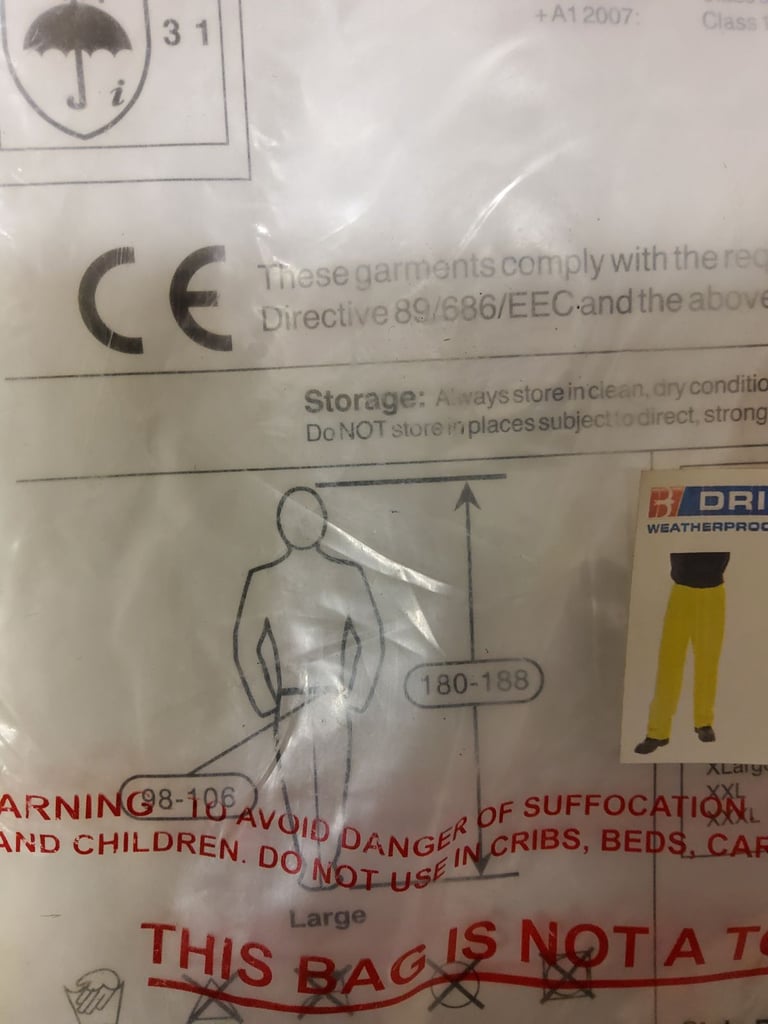 3 1
+A1 2007:
Class
i
CE
These garments comply with the req
Directive 89/686/EEC and the above
Storage: Always store in clean, dry conditio
Do NOT store in places subject to direct, strong
DRI
WEATHERPROO
180-188
98-106
XLarge
XXL
XXXL
ARNING TO AVOID DANGER OF SUFFOCATION
AND CHILDREN. DO NOT USE IN CRIBS, BEDS, CAR
Large
THIS BAG IS NOT A TO